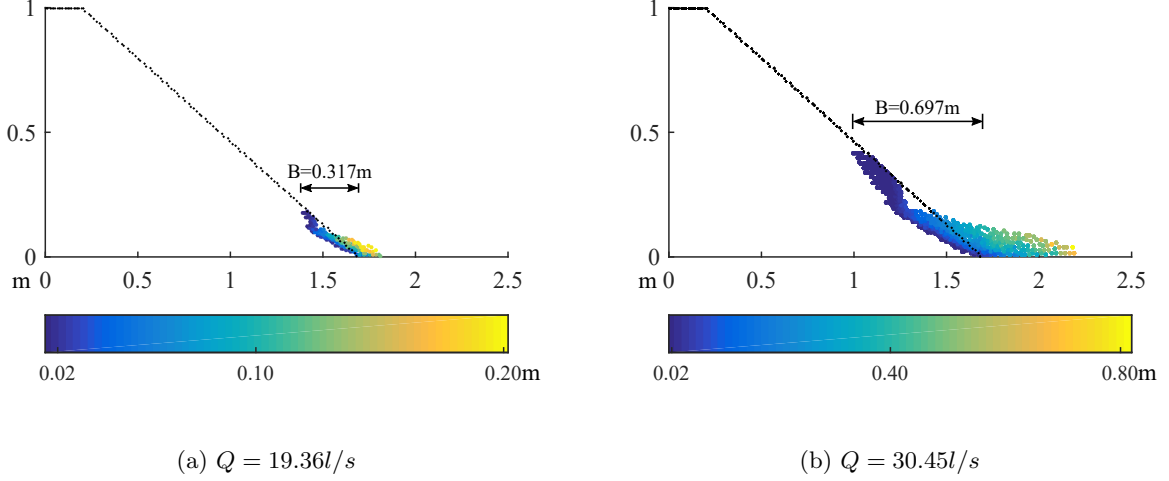 1
0.5
0
m
B=0.317m
0 0.5 1 1.5 2 2.5
0.02 0.10 0.20m
(a) Q = 19.36l/s
1
0.5
0
m
B=0.697m
0 0.5 1 1.5 2 2.5
0.02 0.40 0.80m
(b) Q = 30.45l/s